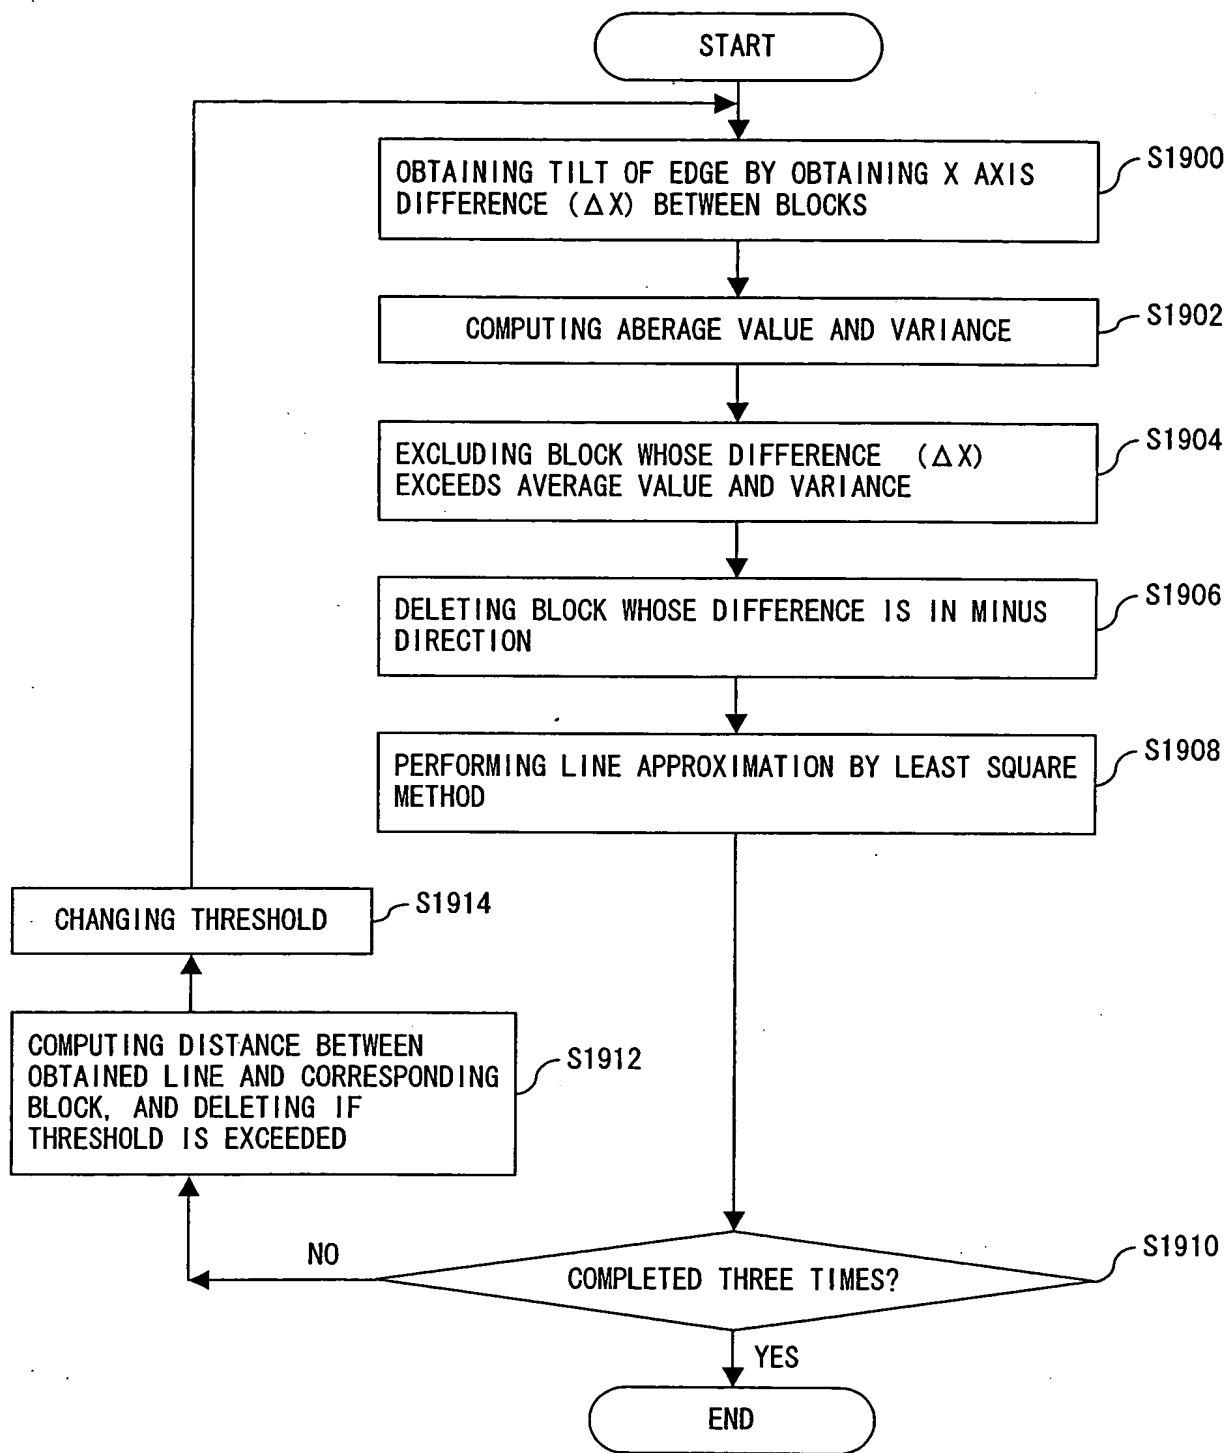 START
OBTAINING TILT OF EDGE BY OBTAINING X AXIS
DIFFERENCE (ΔX) BETWEEN BLOCKS
S1900
COMPUTING ABERAGE VALUE AND VARIANCE
S1902
EXCLUDING BLOCK WHOSE DIFFERENCE (ΔX)
EXCEEDS AVERAGE VALUE AND VARIANCE
S1904
DELETING BLOCK WHOSE DIFFERENCE IS IN MINUS
DIRECTION
S1906
PERFORMING LINE APPROXIMATION BY LEAST SQUARE
METHOD
S1908
CHANGING THRESHOLD
S1914
COMPUTING DISTANCE BETWEEN
OBTAINED LINE AND CORRESPONDING
BLOCK, AND DELETING IF
THRESHOLD IS EXCEEDED
S1912
NO
COMPLETED THREE TIMES?
S1910
YES
END